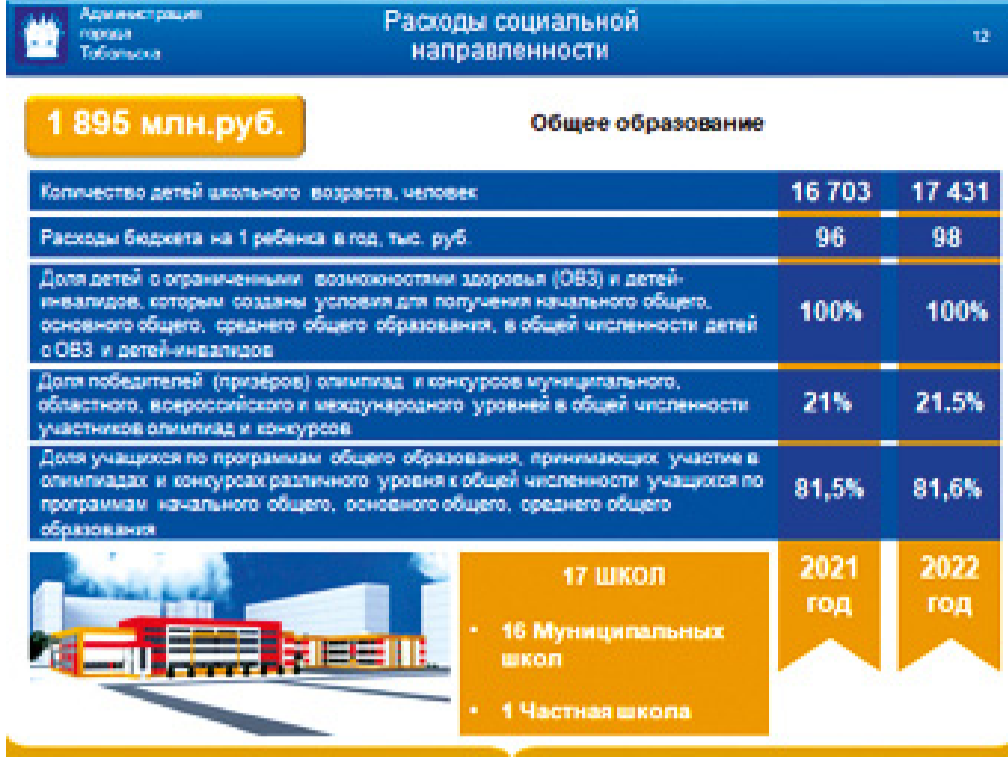 Администрация
города
Тобольска
Расходы социальной
направленности
12
1 895 млн.руб.
Общее образование
Количество детей школьного возраста, человек
16 703
17 431
Расходы бюджета на 1 ребенка в год, тыс. руб.
96
98
Доля детей с ограниченными возможностями здоровья (ОВЗ) и детей-
инвалидов, которым созданы условия для получения начального общего,
основного общего, среднего общего образования, в общей численности детей
с ОВЗ и детей-инвалидов
100%
100%
Доля победителей (призёров) олимпиад и конкурсов муниципального,
областного, всероссийского и международного уровней в общей численности
участников олимпиад и конкурсов
21%
21.5%
Доля учащихся по программам общего образования, принимающих участие в
олимпиадах и конкурсах различного уровня к общей численности учащихся по
программам начального общего, основного общего, среднего общего
образования
81,5%
81,6%
17 ШКОЛ
• 16 Муниципальных
школ
• 1 Частная школа
2021
год
2022
год